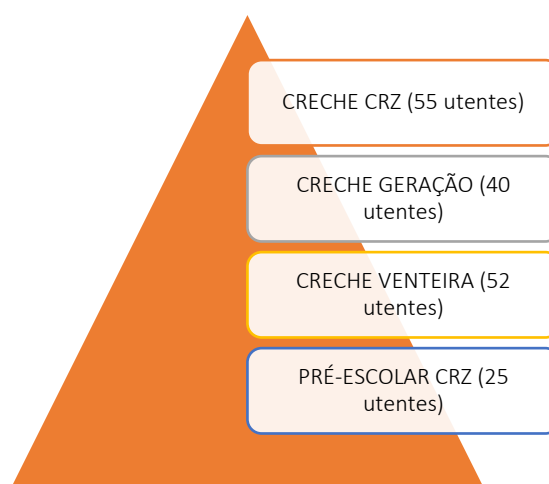 CRECHE CRZ (55 utentes)
CRECHE GERAÇÃO (40
utentes)
CRECHE VENTEIRA (52
utentes)
PRÉ-ESCOLAR CRZ (25
utentes)